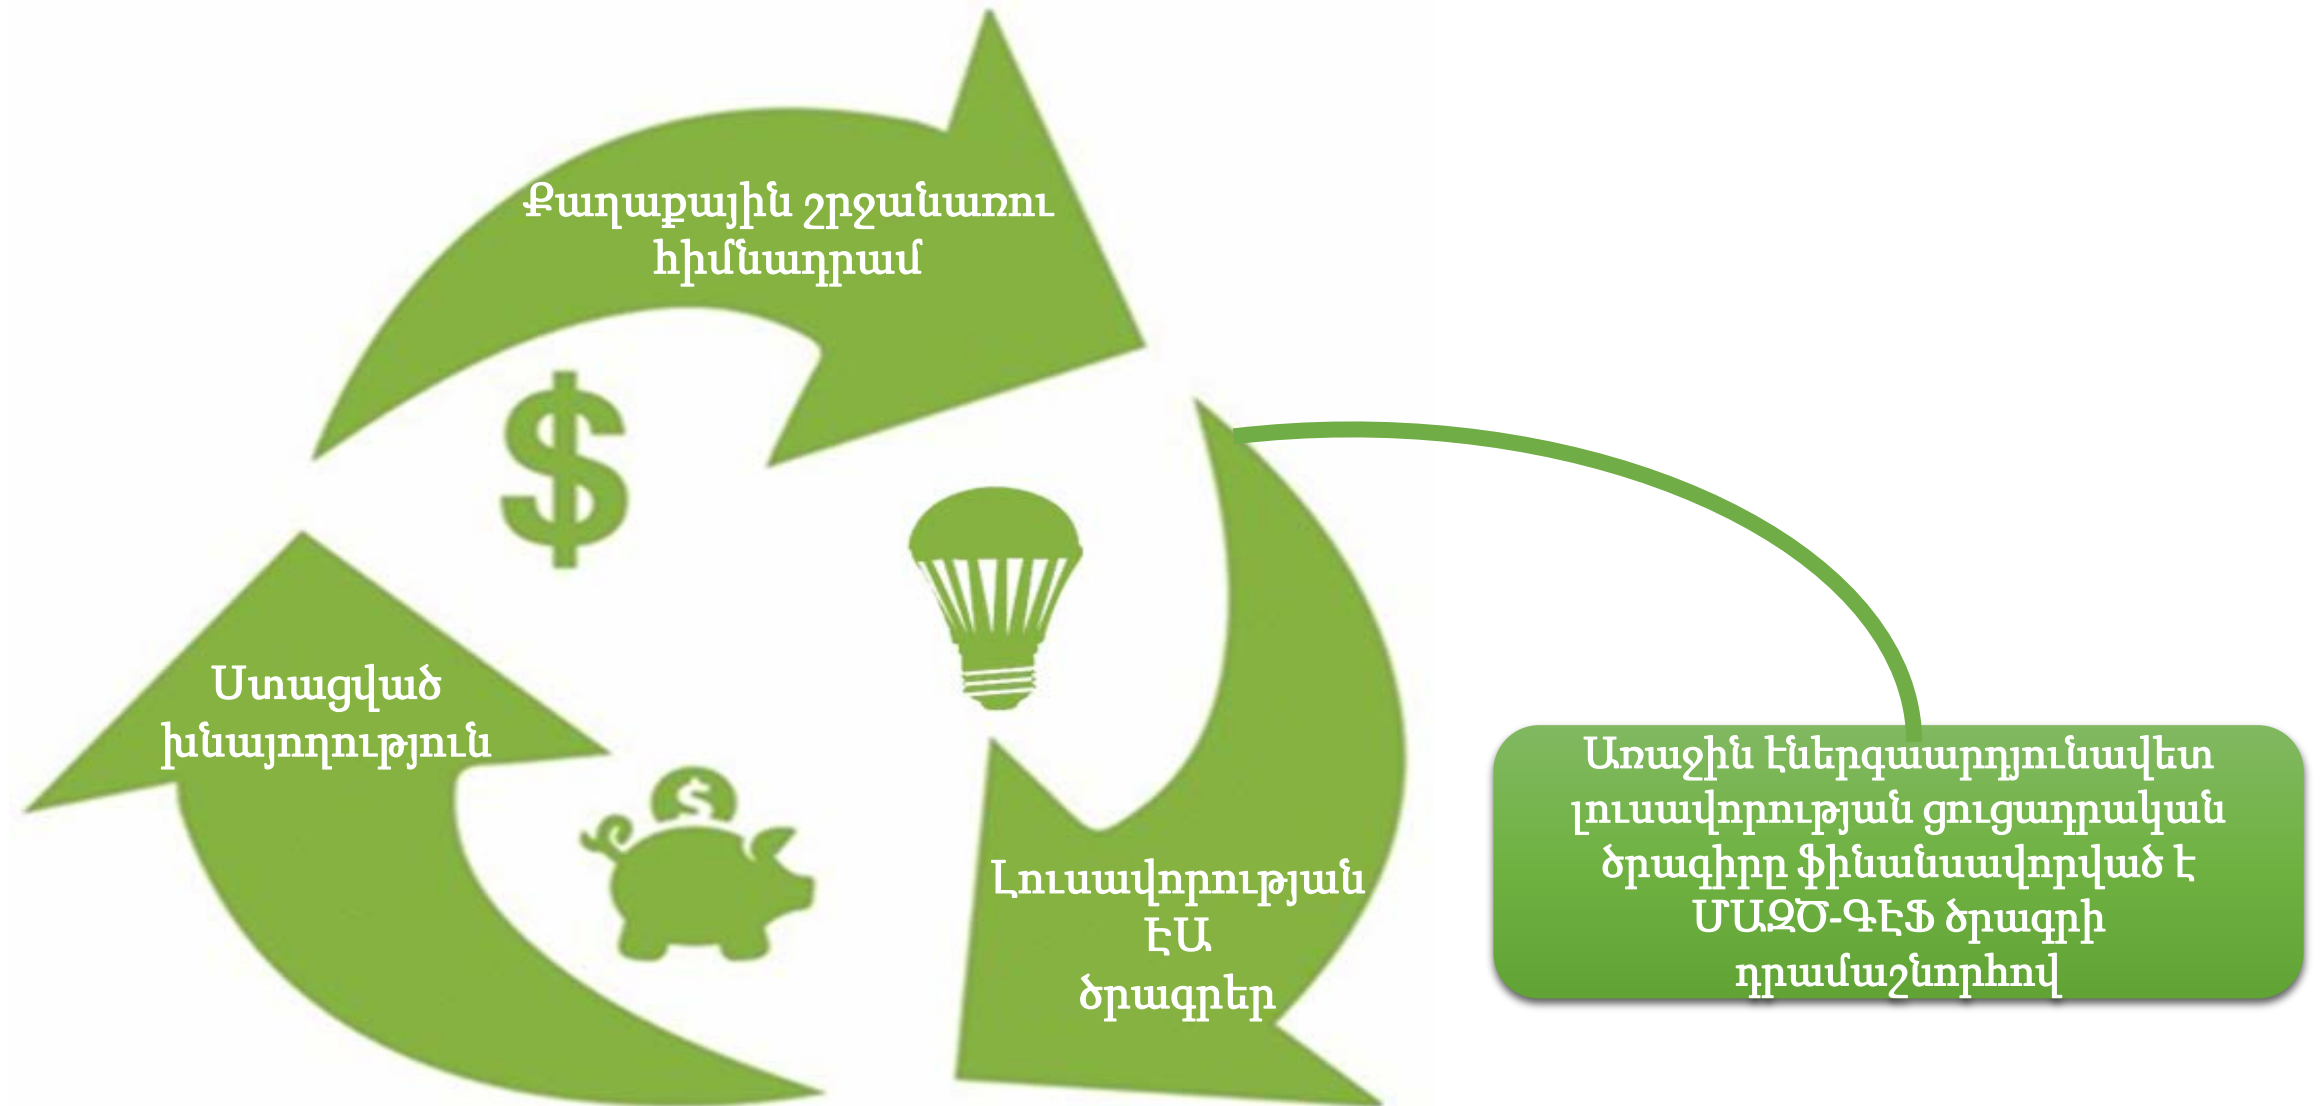 Քաղաքային շրջանառու
հիմնադրամ
$
Ստացված
խնայողություն
$
Լուսավորության
ԷԱ
ծրագրեր
Առաջին էներգաարդյունավետ
լուսավորության ցուցադրական
ծրագիրը ֆինանսավորված է
ՄԱԶԾ-ԳԷՖ ծրագրի
դրամաշնորհով